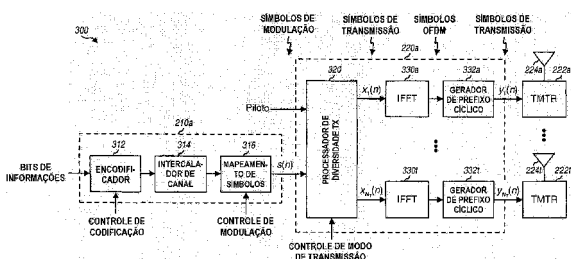 300
SÍMBOLOS DE MODULAÇÃO
SÍMBOLOS DE TRANSMISSÃO
SÍMBOLOS OFDM
SÍMBOLOS DE TRANSMISSÃO
220a
320
330a
332a
224a
222a
Piloto
PROCESSADOR DE DIVERSIDADE TX
x₁(n)
IFFT
GERADOR DE PREFIXO CÍCLICO
y₁(n)
TMTR
210a
312
314
316
BITS DE INFORMAÇÕES
ENCODIFI-
CADOR
INTERCALA-
DOR DE CANAL
MAPEAMEN-
TO DE SÍMBOLOS
s(n)
330t
332t
224t
222t
IFFT
GERADOR DE PREFIXO CÍCLICO
TMTR
CONTROLE DE CODIFICAÇÃO
CONTROLE DE MODULAÇÃO
CONTROLE DE MODO DE TRANSMISSÃO